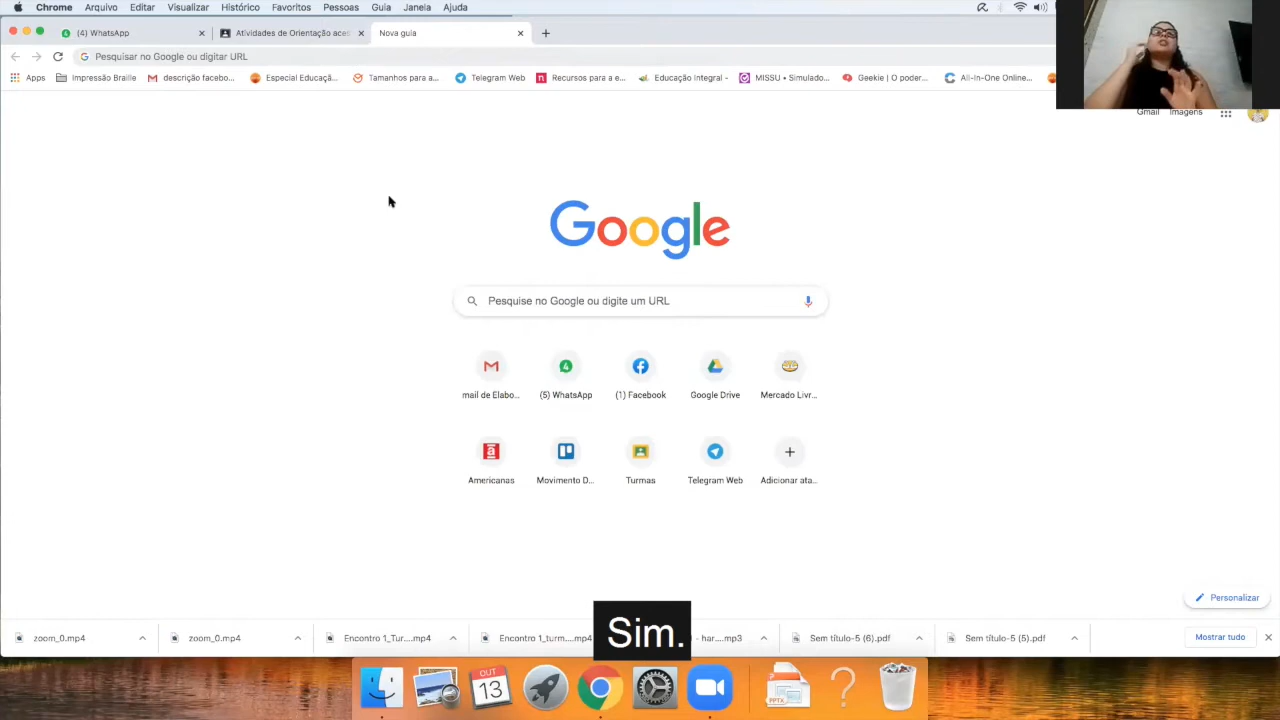 Chrome Arquivo Editar Visualizar Histórico Favoritos Pessoas Guia Janela Ajuda
(4) WhatsApp Atividades de Orientação aces Nova guia
Pesquisar no Google ou digitar URL
Apps Impressão Braille descrição facebo... Especial Educaçã... Tamanhos para a... Telegram Web Recursos para a e... Educação Integral - MISSU • Simulado... Geekie | O poder... All-In-One Online...
Gmail Imagens
Google
Pesquise no Google ou digite um URL
mail de Elabo... (5) WhatsApp (1) Facebook Google Drive Mercado Livr...
Americanas Movimento D... Turmas Telegram Web Adicionar ata...
Personalizar
zoom_0.mp4 zoom_0.mp4 Encontro 1_Tur....mp4 Encontro 1_turm....mp4 - har....mp3 Sem título-5 (6).pdf Sem título-5 (5).pdf Mostrar tudo
Sim.
OUT
13
PPTX